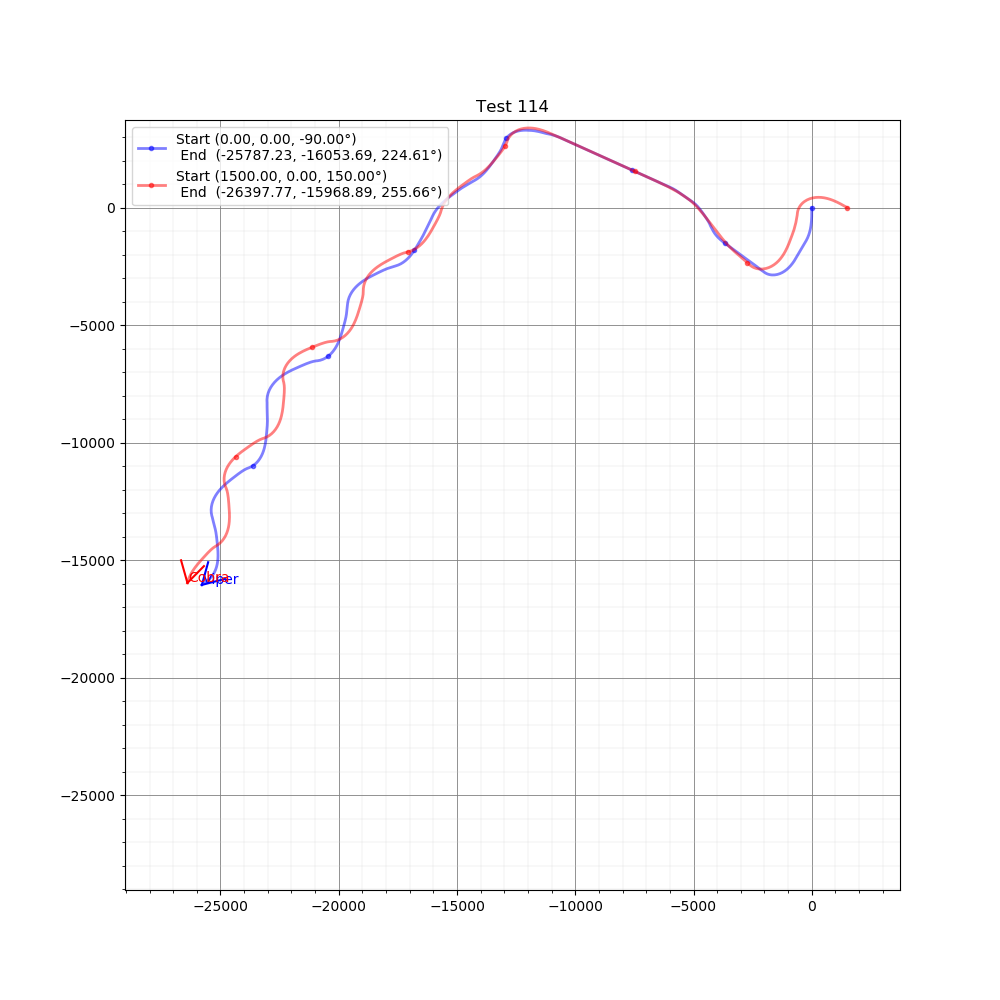 Test 114
Start (0.00, 0.00, -90.00°)
End  (-25787.23, -16053.69, 224.61°)
Start (1500.00, 0.00, 150.00°)
End  (-26397.77, -15968.89, 255.66°)
0
−5000
−10000
−15000
−20000
−25000
−25000
−20000
−15000
−10000
−5000
0